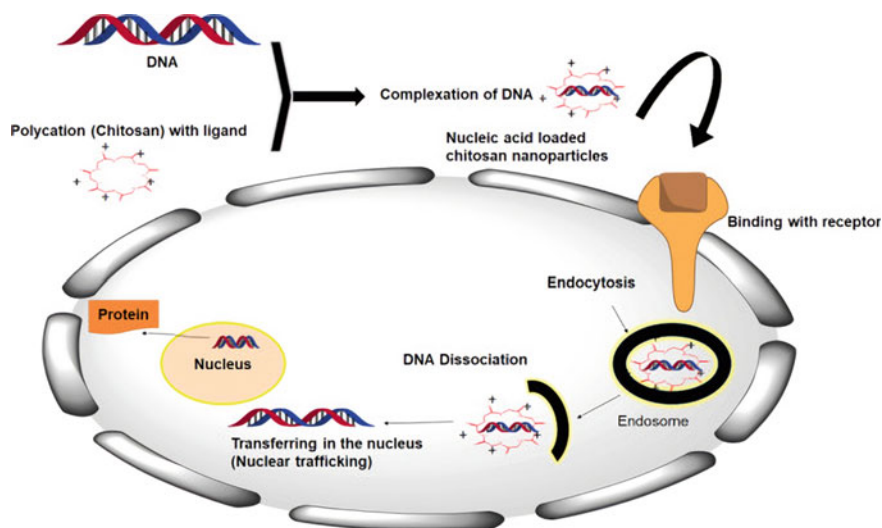 DNA
Polycation (Chitosan) with ligand
Complexation of DNA
Nucleic acid loaded
chitosan nanoparticles
Binding with receptor
Endocytosis
Endosome
DNA Dissociation
Transferring in the nucleus
(Nuclear trafficking)
Nucleus
Protein